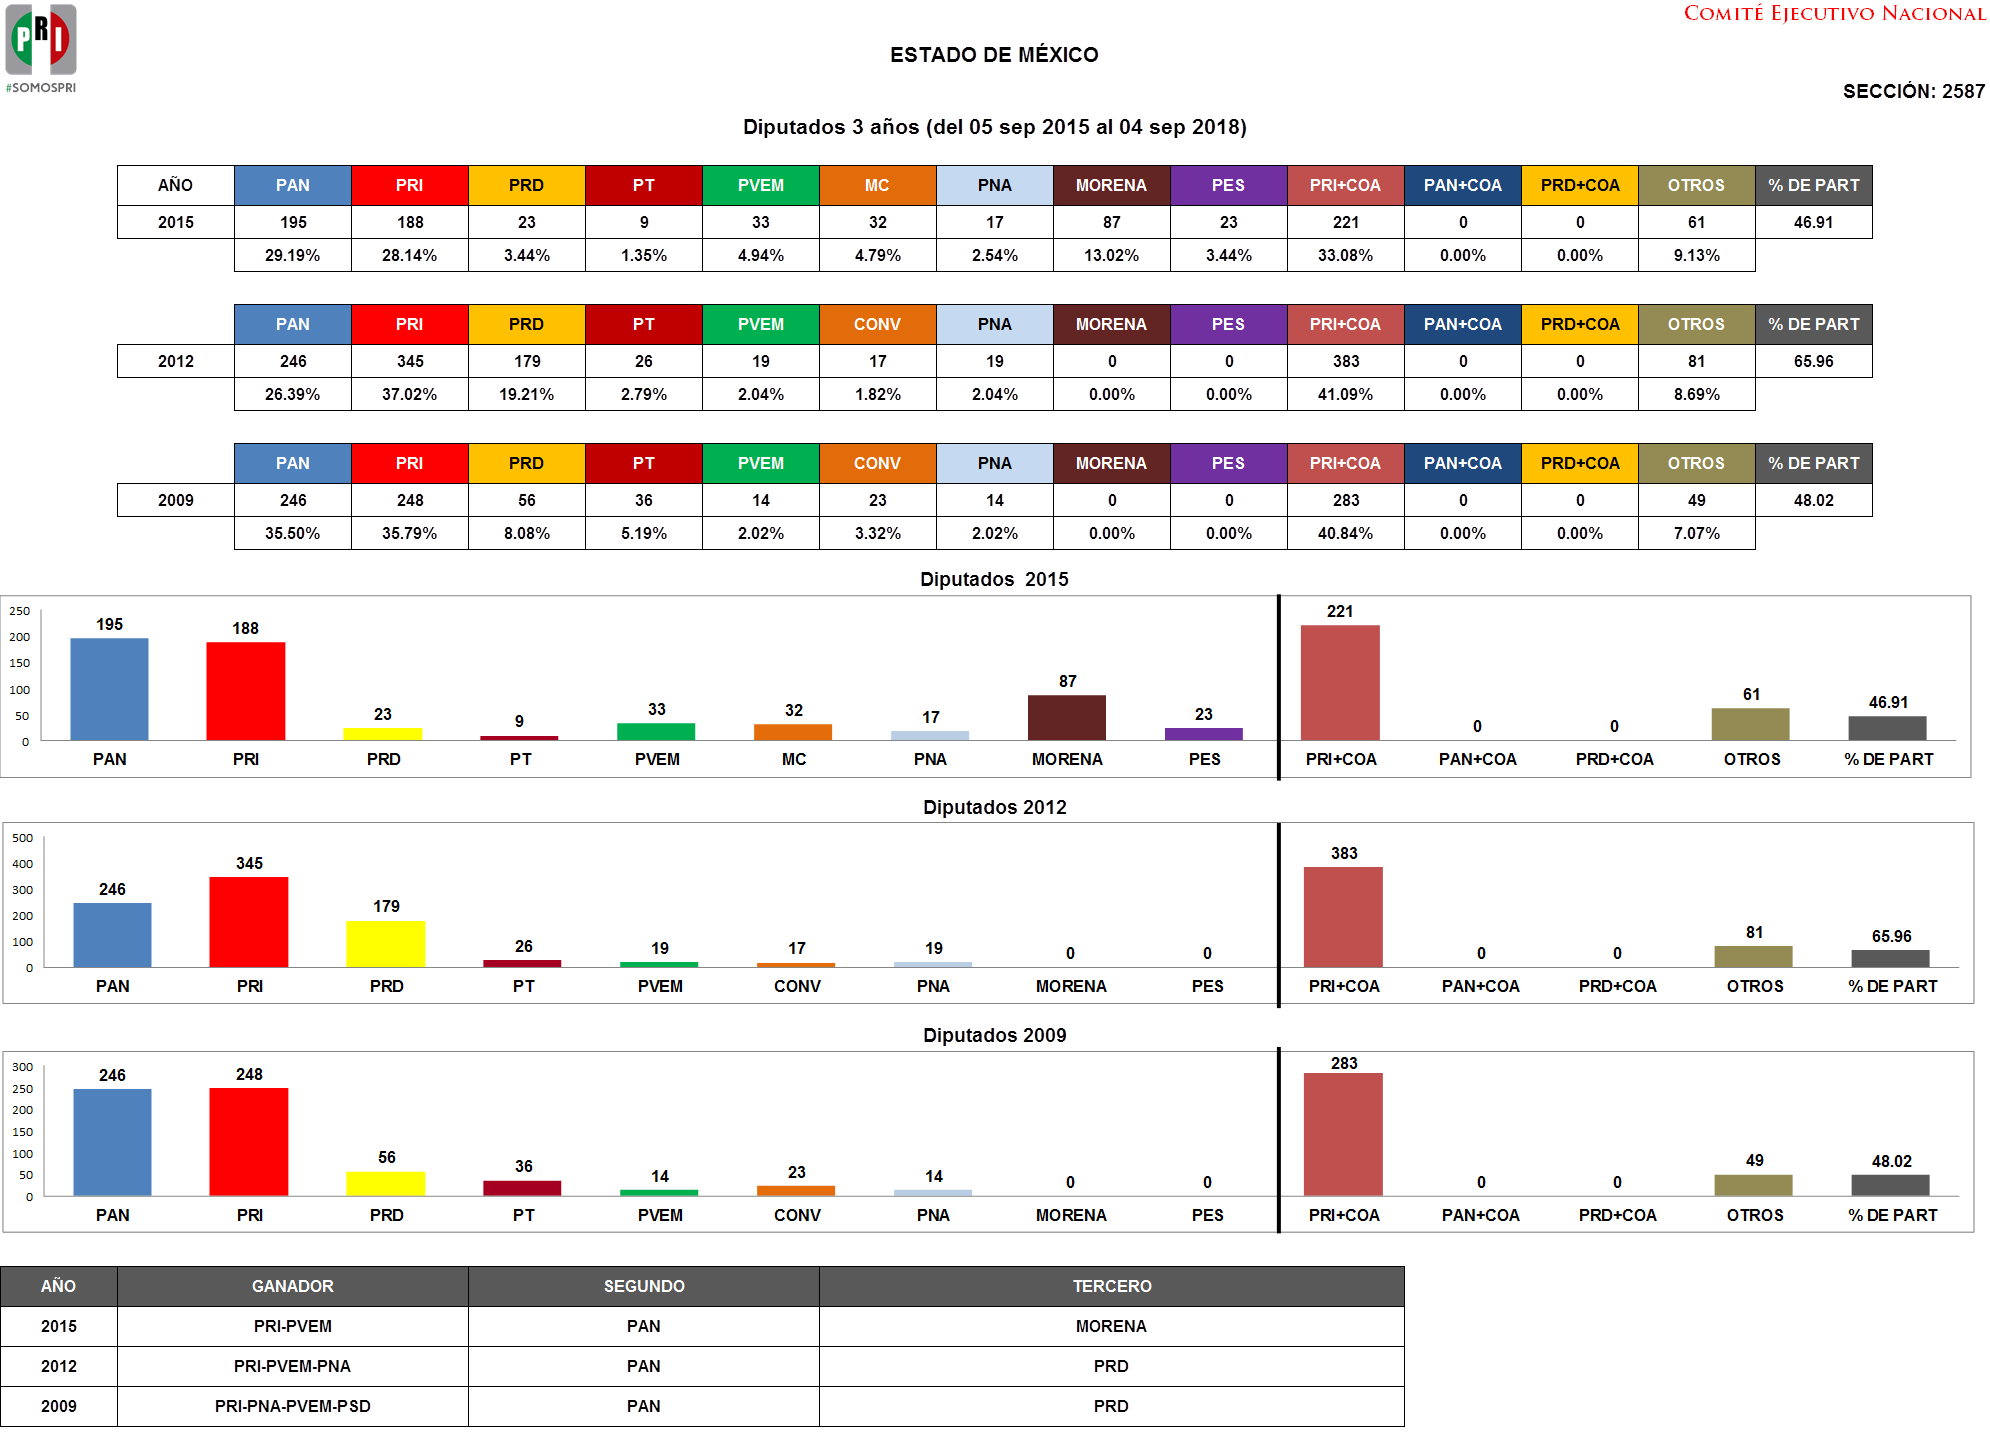 PRI
#SOMOSPRI
COMITÉ EJECUTIVO NACIONAL
ESTADO DE MÉXICO
SECCIÓN: 2587
Diputados 3 años (del 05 sep 2015 al 04 sep 2018)
AÑO PAN PRI PRD PT PVEM MC PNA MORENA PES PRI+COA PAN+COA PRD+COA OTROS % DE PART
2015 195 188 23 9 33 32 17 87 23 221 0 0 61 46.91
29.19% 28.14% 3.44% 1.35% 4.94% 4.79% 2.54% 13.02% 3.44% 33.08% 0.00% 0.00% 9.13%
PAN PRI PRD PT PVEM CONV PNA MORENA PES PRI+COA PAN+COA PRD+COA OTROS % DE PART
2012 246 345 179 26 19 17 19 0 0 383 0 0 81 65.96
26.39% 37.02% 19.21% 2.79% 2.04% 1.82% 2.04% 0.00% 0.00% 41.09% 0.00% 0.00% 8.69%
PAN PRI PRD PT PVEM CONV PNA MORENA PES PRI+COA PAN+COA PRD+COA OTROS % DE PART
2009 246 248 56 36 14 23 14 0 0 283 0 0 49 48.02
35.50% 35.79% 8.08% 5.19% 2.02% 3.32% 2.02% 0.00% 0.00% 40.84% 0.00% 0.00% 7.07%
Diputados 2015
250
200
150
100
50
0
195 188 23 9 33 32 17 87 23 221 0 0 61 46.91
PAN PRI PRD PT PVEM MC PNA MORENA PES PRI+COA PAN+COA PRD+COA OTROS % DE PART
Diputados 2012
500
400
300
200
100
0
246 345 179 26 19 17 19 0 0 383 0 0 81 65.96
PAN PRI PRD PT PVEM CONV PNA MORENA PES PRI+COA PAN+COA PRD+COA OTROS % DE PART
Diputados 2009
300
250
200
150
100
50
0
246 248 56 36 14 23 14 0 0 283 0 0 49 48.02
PAN PRI PRD PT PVEM CONV PNA MORENA PES PRI+COA PAN+COA PRD+COA OTROS % DE PART
AÑO GANADOR SEGUNDO TERCERO
2015 PRI-PVEM PAN MORENA
2012 PRI-PVEM-PNA PAN PRD
2009 PRI-PNA-PVEM-PSD PAN PRD